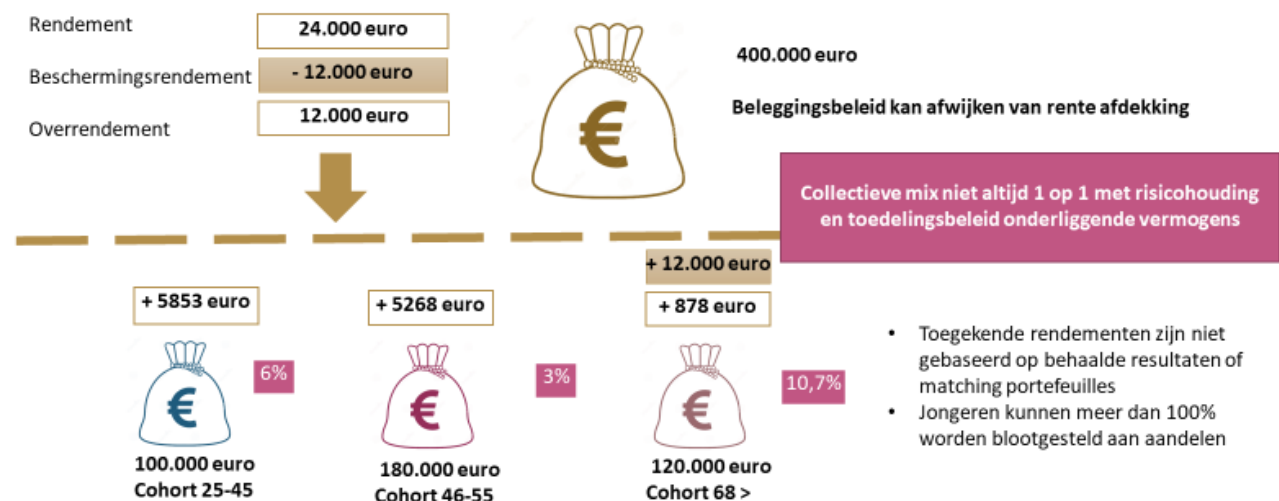 Rendement
24.000 euro
Beschermingsrendement
- 12.000 euro
Overrendement
12.000 euro
€
400.000 euro
Beleggingsbeleid kan afwijken van rente afdekking
Collectieve mix niet altijd 1 op 1 met risicohouding
en toedelingsbeleid onderliggende vermogens
+ 5853 euro
€
6%
100.000 euro
Cohort 25-45
+ 5268 euro
€
3%
180.000 euro
Cohort 46-55
+ 12.000 euro
+ 878 euro
€
10,7%
120.000 euro
Cohort 68 >
• Toegekende rendementen zijn niet
gebaseerd op behaalde resultaten of
matching portefeuilles
• Jongeren kunnen meer dan 100%
worden blootgesteld aan aandelen